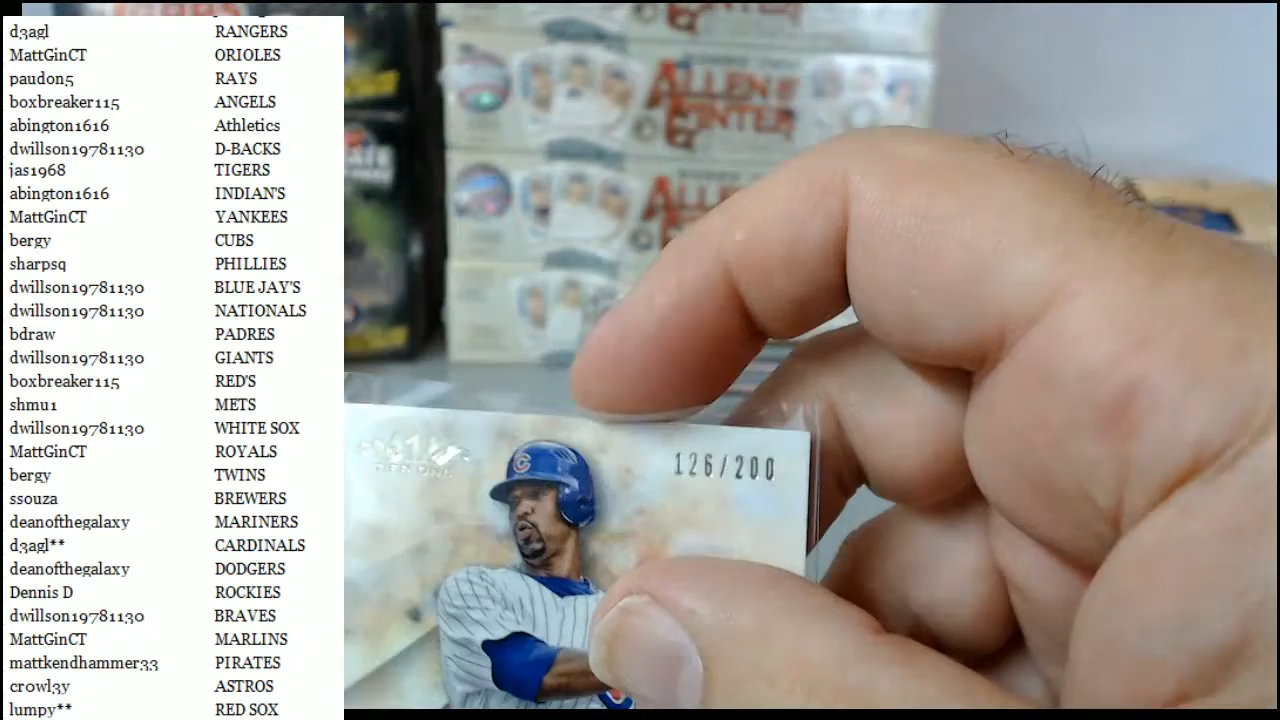 d3agl RANGERS
MattGinCT ORIOLES
paudon5 RAYS
boxbreaker115 ANGELS
abington1616 Athletics
dwillson19781130 D-BACKS
jas1968 TIGERS
abington1616 INDIAN'S
MattGinCT YANKEES
bergy CUBS
sharpsq PHILLIES
dwillson19781130 BLUE JAY'S
dwillson19781130 NATIONALS
bdraw PADRES
dwillson19781130 GIANTS
boxbreaker115 RED'S
shmu1 METS
dwillson19781130 WHITE SOX
MattGinCT ROYALS
bergy TWINS
ssouza BREWERS
deanofthegalaxy MARINERS
d3agl** CARDINALS
deanofthegalaxy DODGERS
Dennis D ROCKIES
dwillson19781130 BRAVES
MattGinCT MARLINS
mattkendhammer33 PIRATES
crowl3y ASTROS
lumpy** RED SOX
ALLEN &
GINTER
TIER ONE
126/200
C